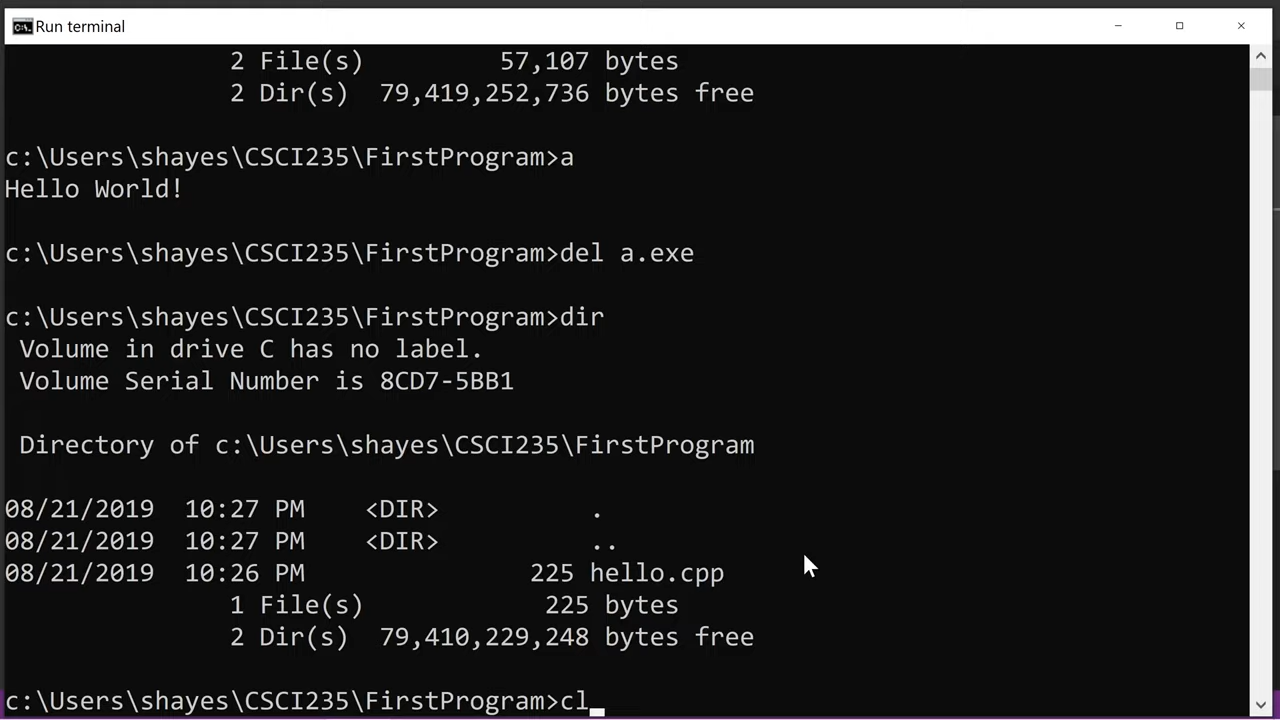 Run terminal
2 File(s) 57,107 bytes
2 Dir(s) 79,419,252,736 bytes free
c:\Users\shayes\CSCI235\FirstProgram>a
Hello World!
c:\Users\shayes\CSCI235\FirstProgram>del a.exe
c:\Users\shayes\CSCI235\FirstProgram>dir
Volume in drive C has no label.
Volume Serial Number is 8CD7-5BB1
Directory of c:\Users\shayes\CSCI235\FirstProgram
08/21/2019 10:27 PM <DIR> .
08/21/2019 10:27 PM <DIR> ..
08/21/2019 10:26 PM 225 hello.cpp
1 File(s) 225 bytes
2 Dir(s) 79,410,229,248 bytes free
c:\Users\shayes\CSCI235\FirstProgram>cl